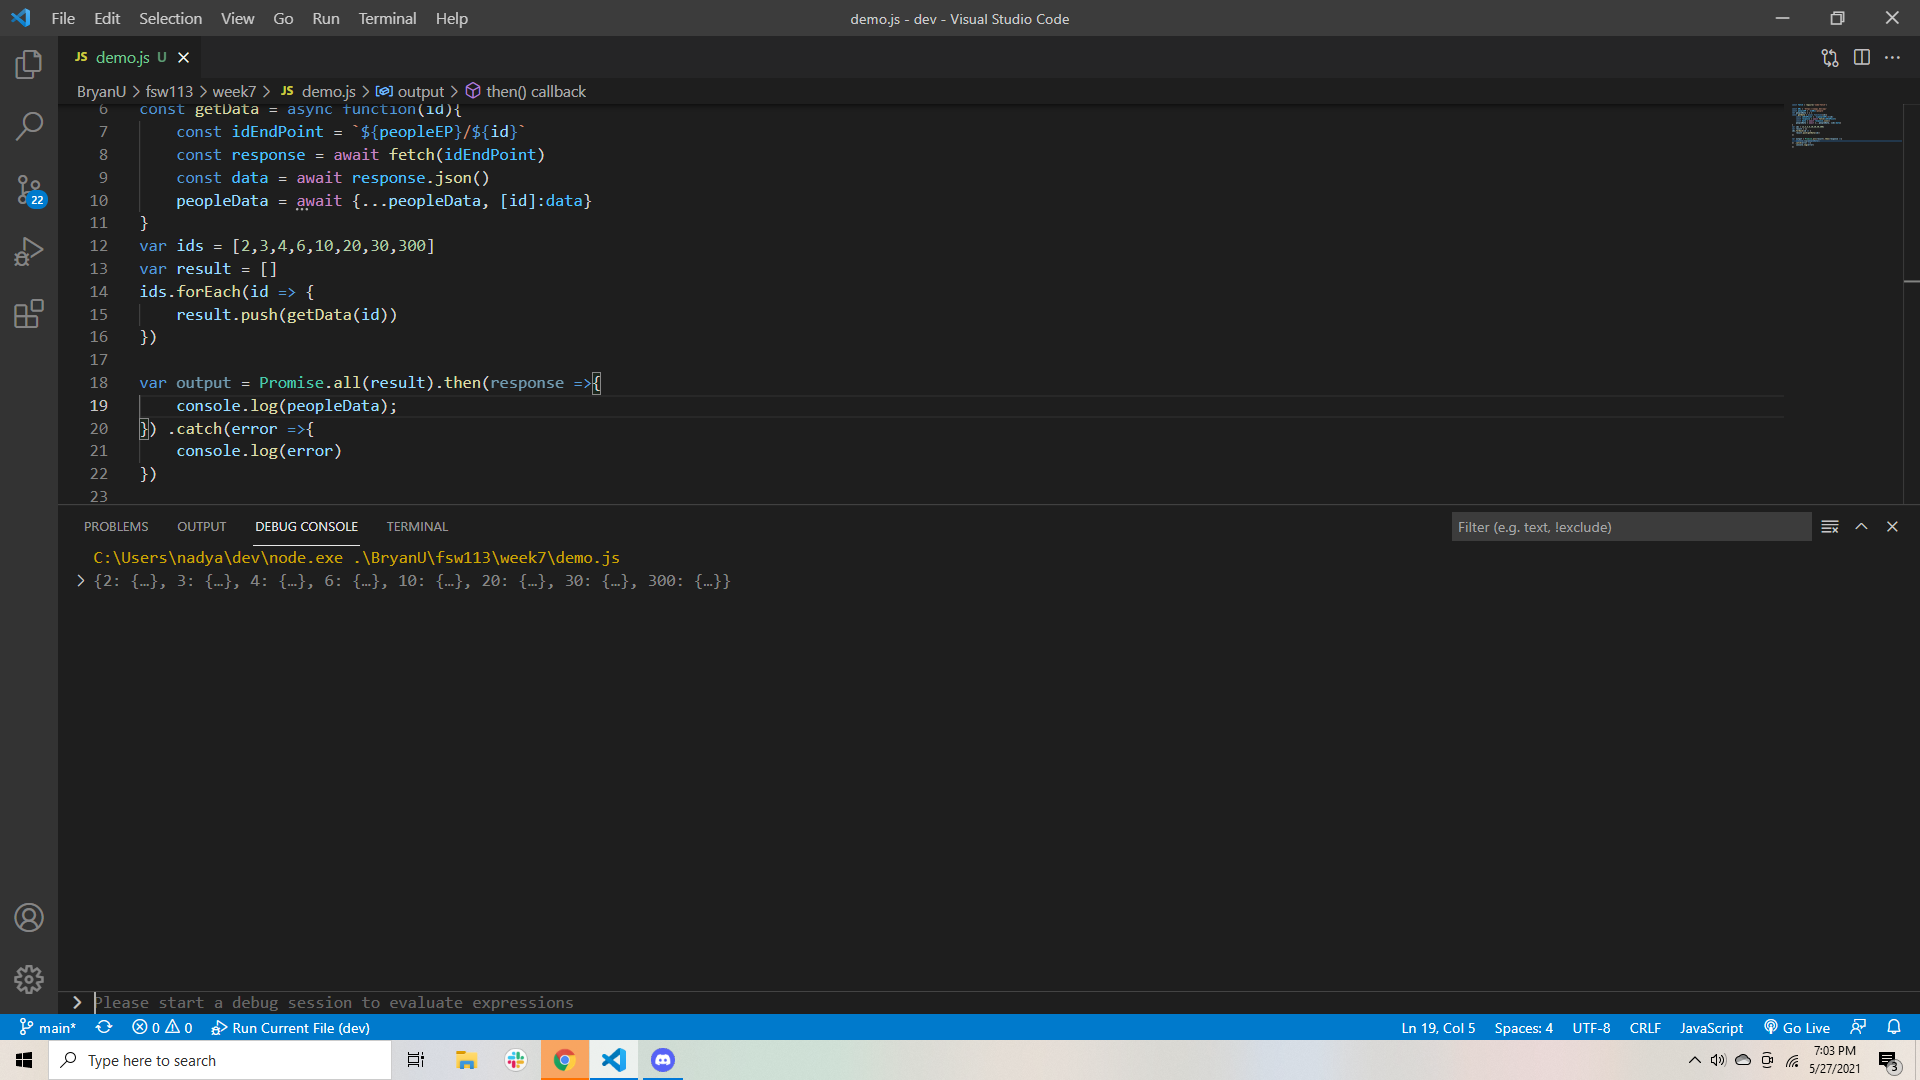 File Edit Selection View Go Run Terminal Help
demo.js - dev - Visual Studio Code
JS demo.js U
BryanU > fsw113 > week7 > JS demo.js > output > then() callback
6 const getData = async function(id){
7 const idEndPoint = `${peopleEP}/${id}`
8 const response = await fetch(idEndPoint)
9 const data = await response.json()
10 peopleData = await {...peopleData, [id]:data}
11 }
12 var ids = [2,3,4,6,10,20,30,300]
13 var result = []
14 ids.forEach(id => {
15 result.push(getData(id))
16 })
17
18 var output = Promise.all(result).then(response =>{
19 console.log(peopleData);
20 }) .catch(error =>{
21 console.log(error)
22 })
23
22
PROBLEMS OUTPUT DEBUG CONSOLE TERMINAL
Filter (e.g. text, !exclude)
C:\Users\nadya\dev\node.exe .\BryanU\fsw113\week7\demo.js
> {2: {…}, 3: {…}, 4: {…}, 6: {…}, 10: {…}, 20: {…}, 30: {…}, 300: {…}}
> Please start a debug session to evaluate expressions
main* 0 0 Run Current File (dev)
Ln 19, Col 5 Spaces: 4 UTF-8 CRLF JavaScript Go Live
Type here to search
7:03 PM
5/27/2021
3